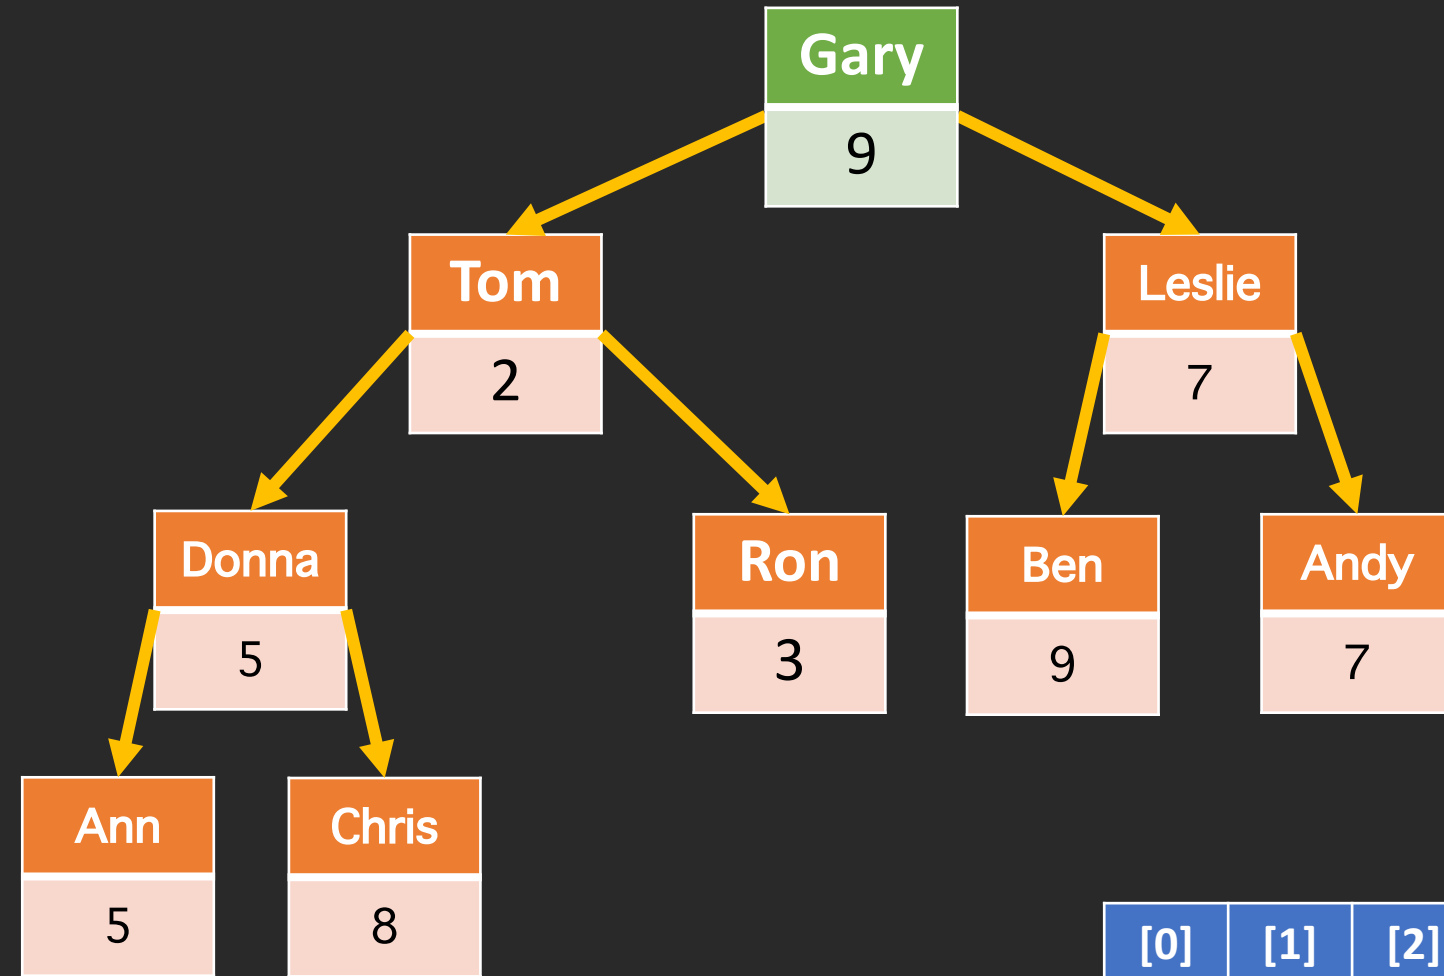 Gary
9
Tom
2
Leslie
7
Donna
5
Ron
3
Ben
9
Andy
7
Ann
5
Chris
8
[0] [1] [2]